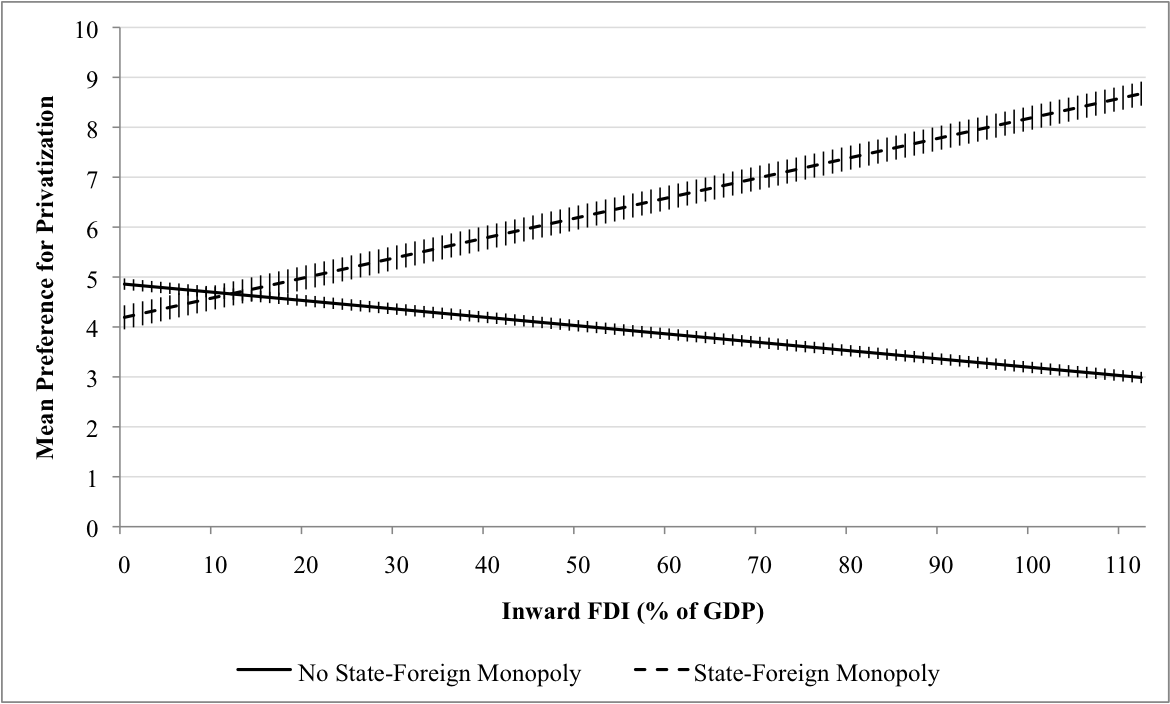 10
9
8
7
6
5
4
3
2
1
0
Mean Preference for Privatization
0 10 20 30 40 50 60 70 80 90 100 110
Inward FDI (% of GDP)
No State-Foreign Monopoly State-Foreign Monopoly